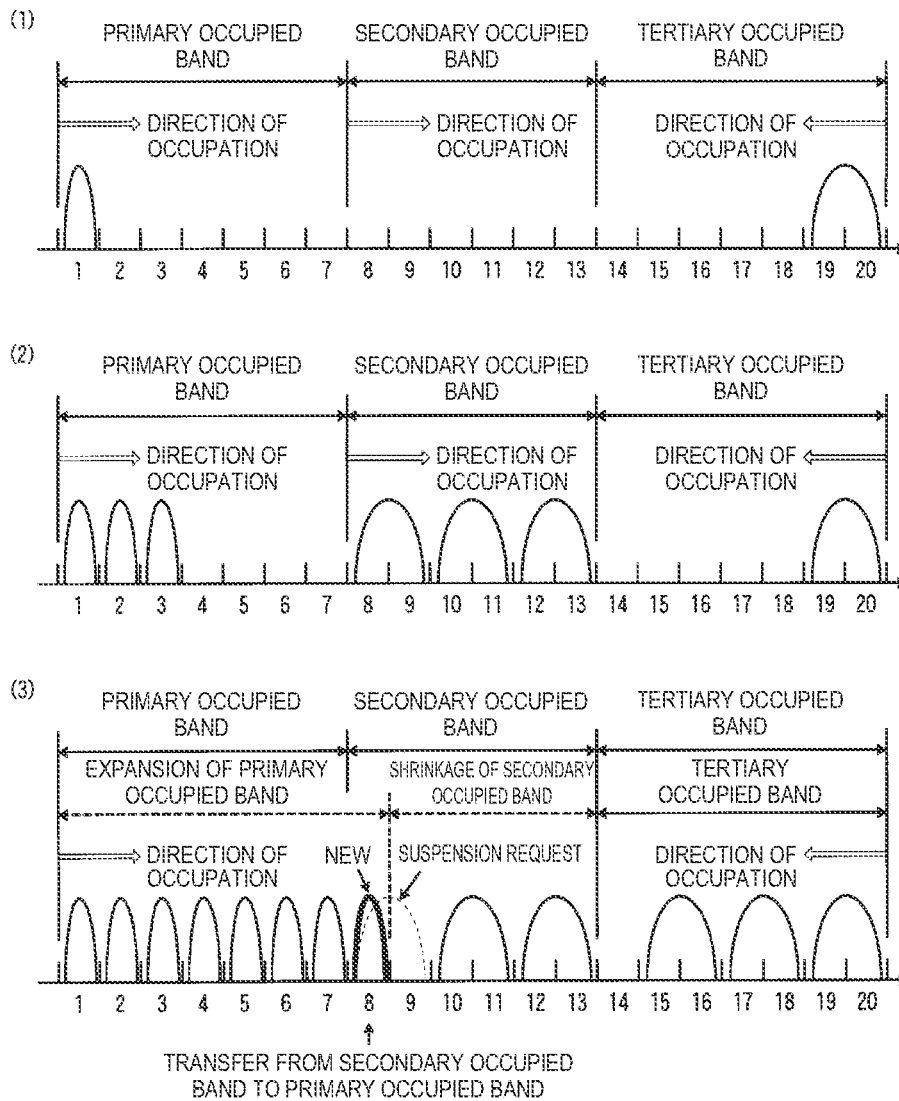 (1)
PRIMARY OCCUPIED BAND
SECONDARY OCCUPIED BAND
TERTIARY OCCUPIED BAND
DIRECTION OF OCCUPATION
DIRECTION OF OCCUPATION
DIRECTION OF OCCUPATION
1 2 3 4 5 6 7 8 9 10 11 12 13 14 15 16 17 18 19 20
(2)
PRIMARY OCCUPIED BAND
SECONDARY OCCUPIED BAND
TERTIARY OCCUPIED BAND
DIRECTION OF OCCUPATION
DIRECTION OF OCCUPATION
DIRECTION OF OCCUPATION
1 2 3 4 5 6 7 8 9 10 11 12 13 14 15 16 17 18 19 20
(3)
PRIMARY OCCUPIED BAND
SECONDARY OCCUPIED BAND
TERTIARY OCCUPIED BAND
EXPANSION OF PRIMARY OCCUPIED BAND
SHRINKAGE OF SECONDARY OCCUPIED BAND
TERTIARY OCCUPIED BAND
DIRECTION OF OCCUPATION
NEW
SUSPENSION REQUEST
DIRECTION OF OCCUPATION
1 2 3 4 5 6 7 8 9 10 11 12 13 14 15 16 17 18 19 20
TRANSFER FROM SECONDARY OCCUPIED
BAND TO PRIMARY OCCUPIED BAND